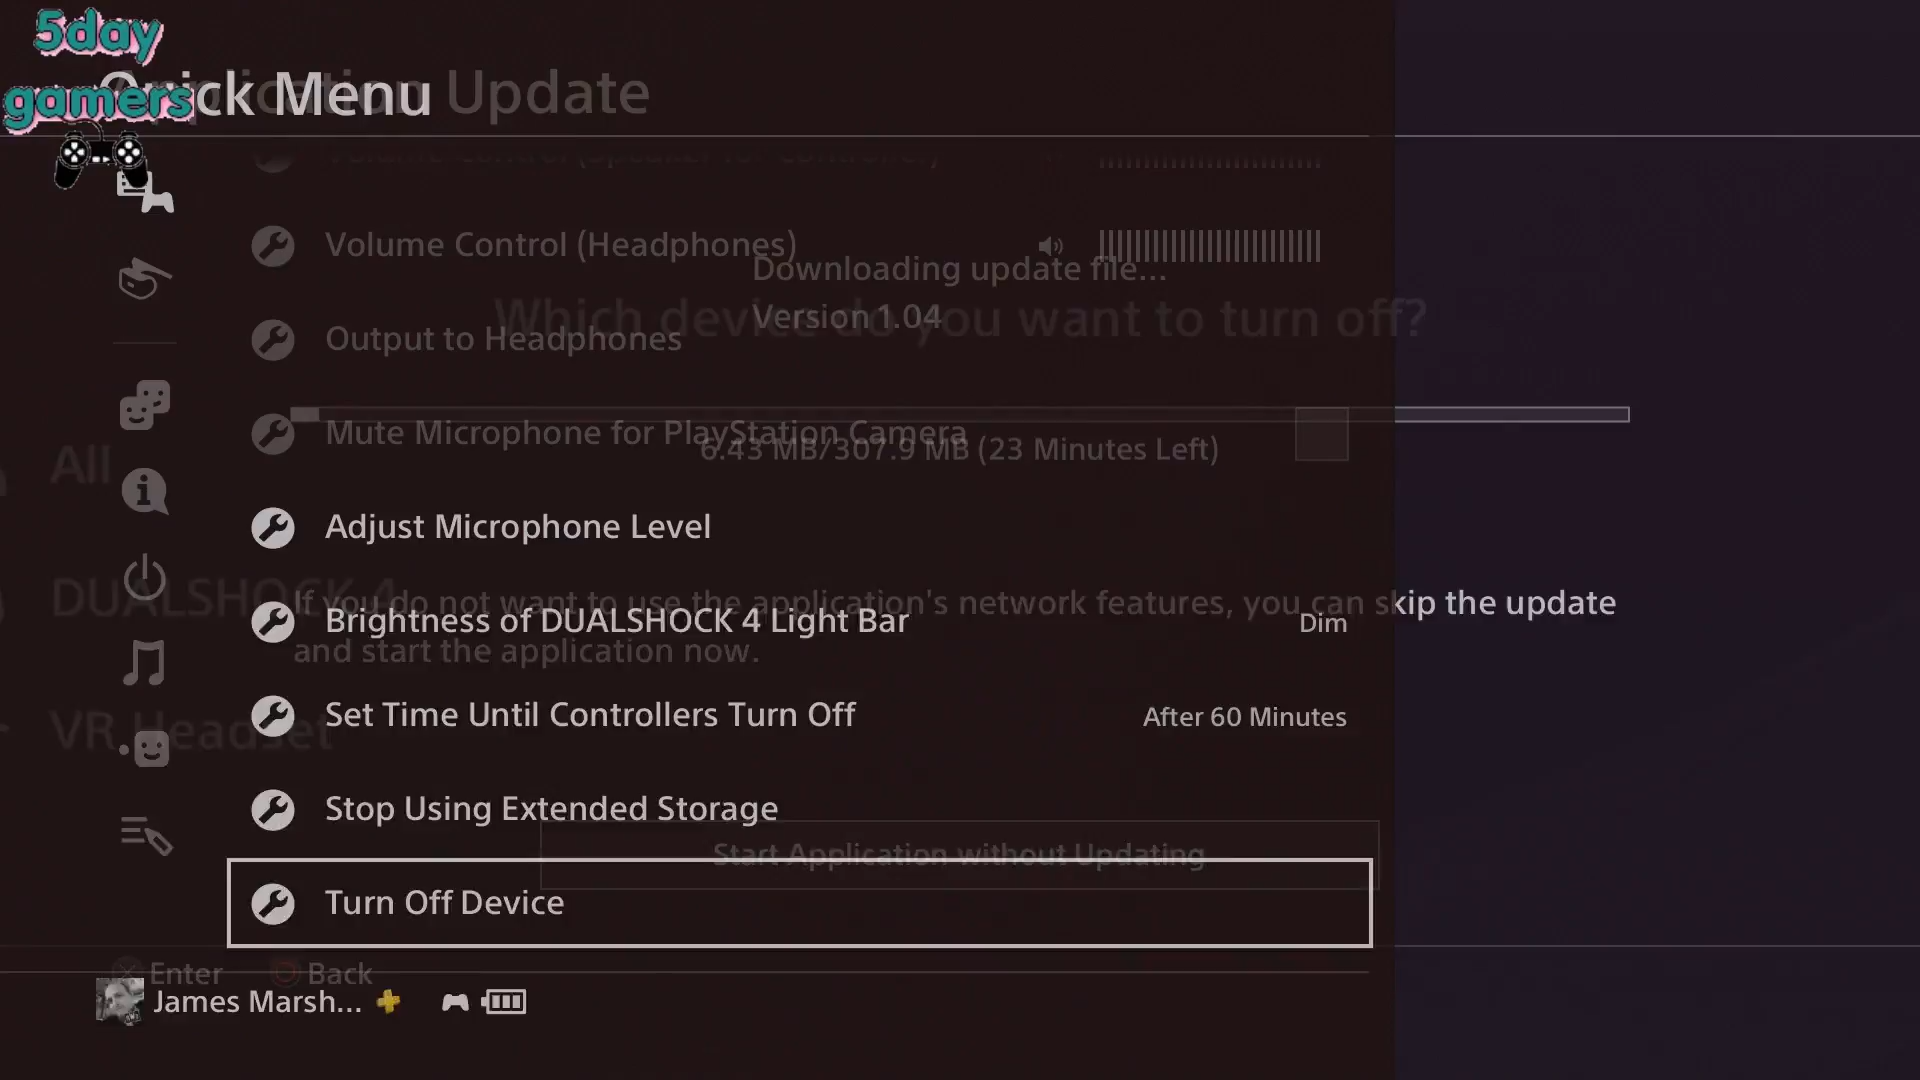 5day
gamers
Quick Menu
Application Update
Volume Control (Headphones)
Downloading update file...
Version 1.04
Which device do you want to turn off?
Output to Headphones
Mute Microphone for PlayStation Camera
6.43 MB/307.9 MB (23 Minutes Left)
All
Adjust Microphone Level
DUALSHOCK 4
If you do not want to use the application's network features, you can skip the update
and start the application now.
Brightness of DUALSHOCK 4 Light Bar
Dim
Set Time Until Controllers Turn Off
After 60 Minutes
VR Headset
Stop Using Extended Storage
Start Application without Updating
Turn Off Device
Enter
Back
James Marsh...